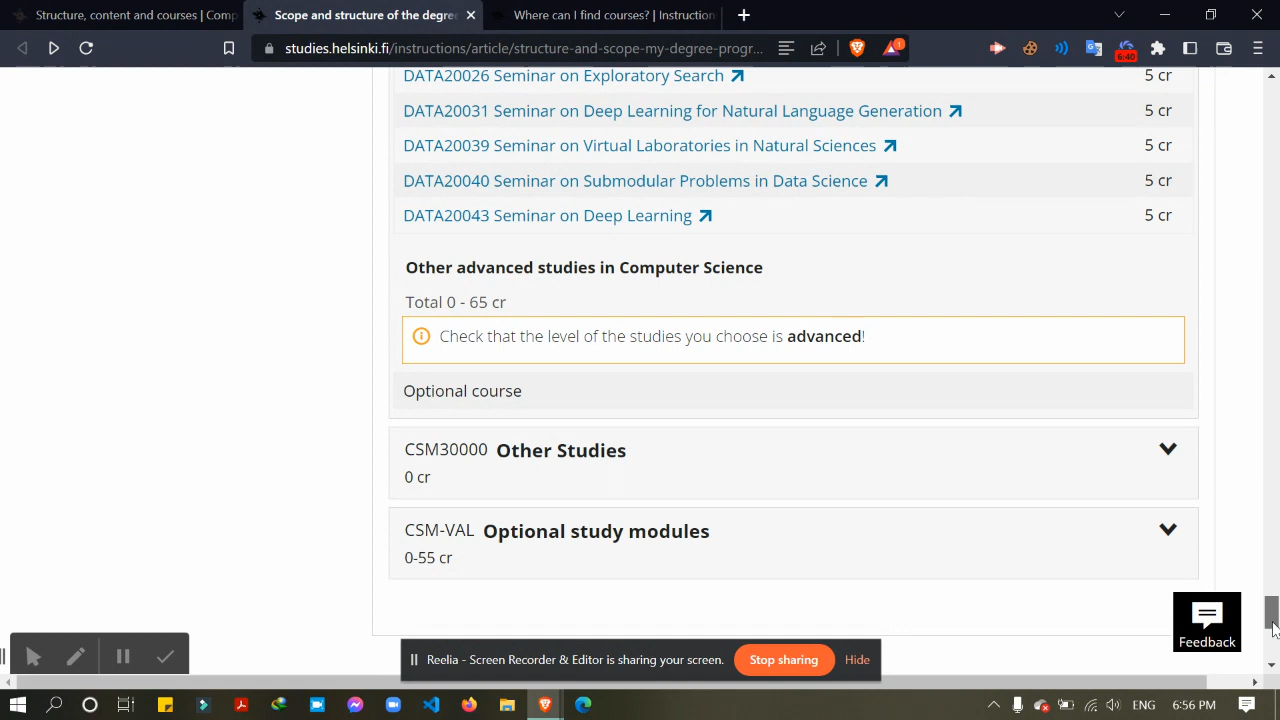 Structure, content and courses | Comp
Scope and structure of the degree
Where can I find courses? | Instruction
studies.helsinki.fi/instructions/article/structure-and-scope-my-degree-progr...
1
6:40
DATA20026 Seminar on Exploratory Search 5 cr
DATA20031 Seminar on Deep Learning for Natural Language Generation 5 cr
DATA20039 Seminar on Virtual Laboratories in Natural Sciences 5 cr
DATA20040 Seminar on Submodular Problems in Data Science 5 cr
DATA20043 Seminar on Deep Learning 5 cr
Other advanced studies in Computer Science
Total 0 - 65 cr
Check that the level of the studies you choose is advanced!
Optional course
CSM30000 Other Studies
0 cr
CSM-VAL Optional study modules
0-55 cr
Feedback
Reelia - Screen Recorder & Editor is sharing your screen. Stop sharing Hide
ENG 6:56 PM